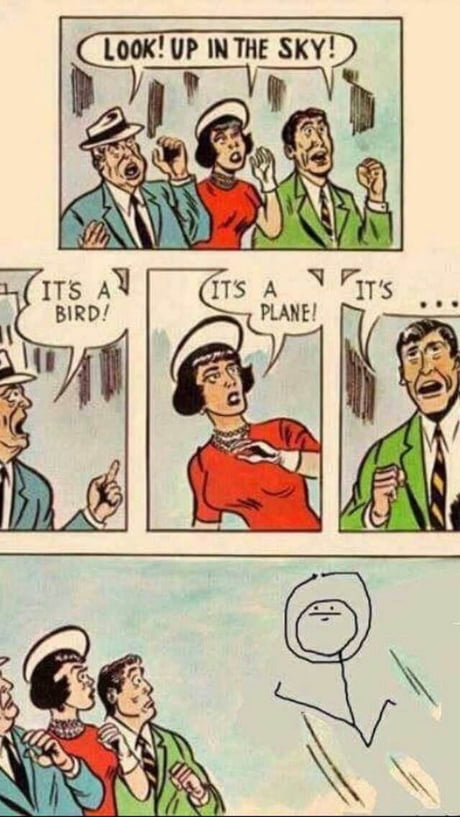 LOOK! UP IN THE SKY!
IT'S A
BIRD!
IT'S A
PLANE!
IT'S ....